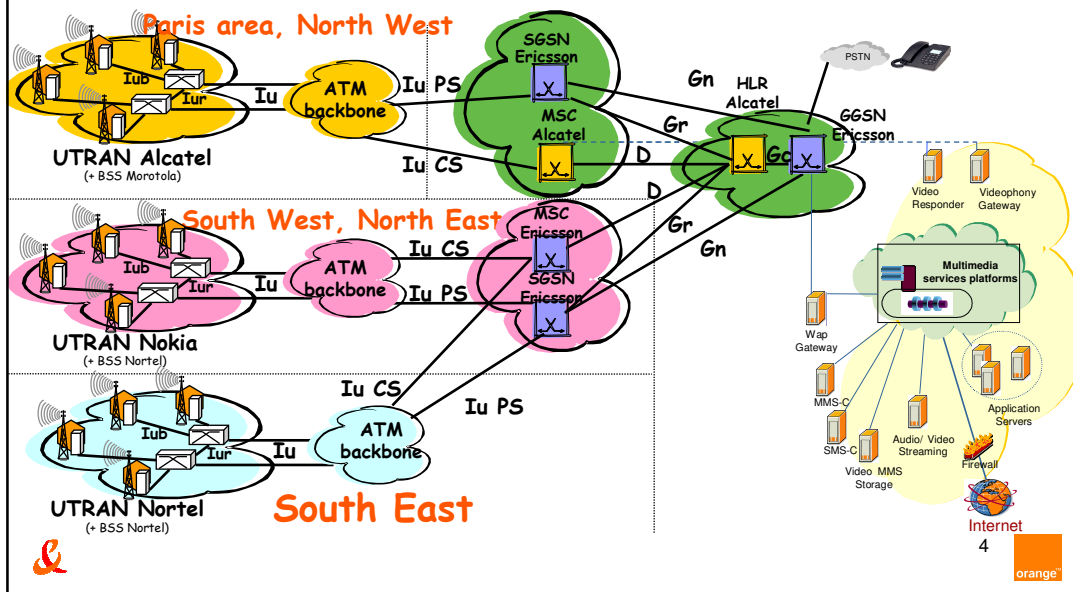 Paris area, North West
Iub
Iur
Iu
ATM
backbone
Iu PS
Iu CS
UTRAN Alcatel
(+ BSS Morotola)
SGSN
Ericsson
MSC
Alcatel
Gn
Gr
D
HLR
Alcatel
Gc
GGSN
Ericsson
PSTN
Video
Responder
Videophony
Gateway
South West, North East
Iub
Iur
Iu
ATM
backbone
Iu CS
Iu PS
UTRAN Nokia
(+ BSS Nortel)
MSC
Ericsson
SGSN
Ericsson
D
Gr
Gn
Multimedia
services platforms
Wap
Gateway
MMS-C
SMS-C
Video MMS
Storage
Audio/ Video
Streaming
Application
Servers
Firewall
Internet
Iu CS
Iu PS
Iub
Iur
Iu
ATM
backbone
UTRAN Nortel
(+ BSS Nortel)
South East
4
orange™